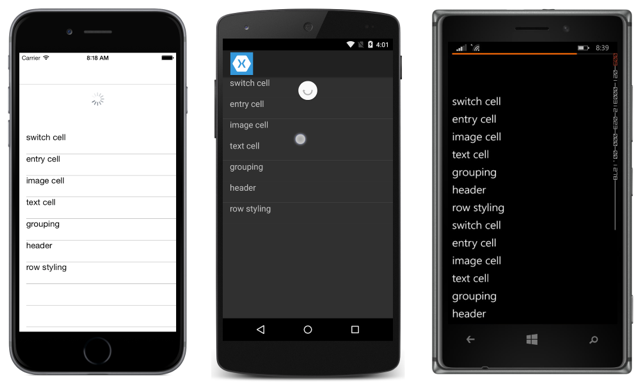 Carrier
8:18 AM
switch cell
entry cell
image cell
text cell
grouping
header
row styling
4:01
switch cell
entry cell
image cell
text cell
grouping
header
row styling
8:39
switch cell
entry cell
image cell
text cell
grouping
header
row styling
switch cell
entry cell
image cell
text cell
grouping
header